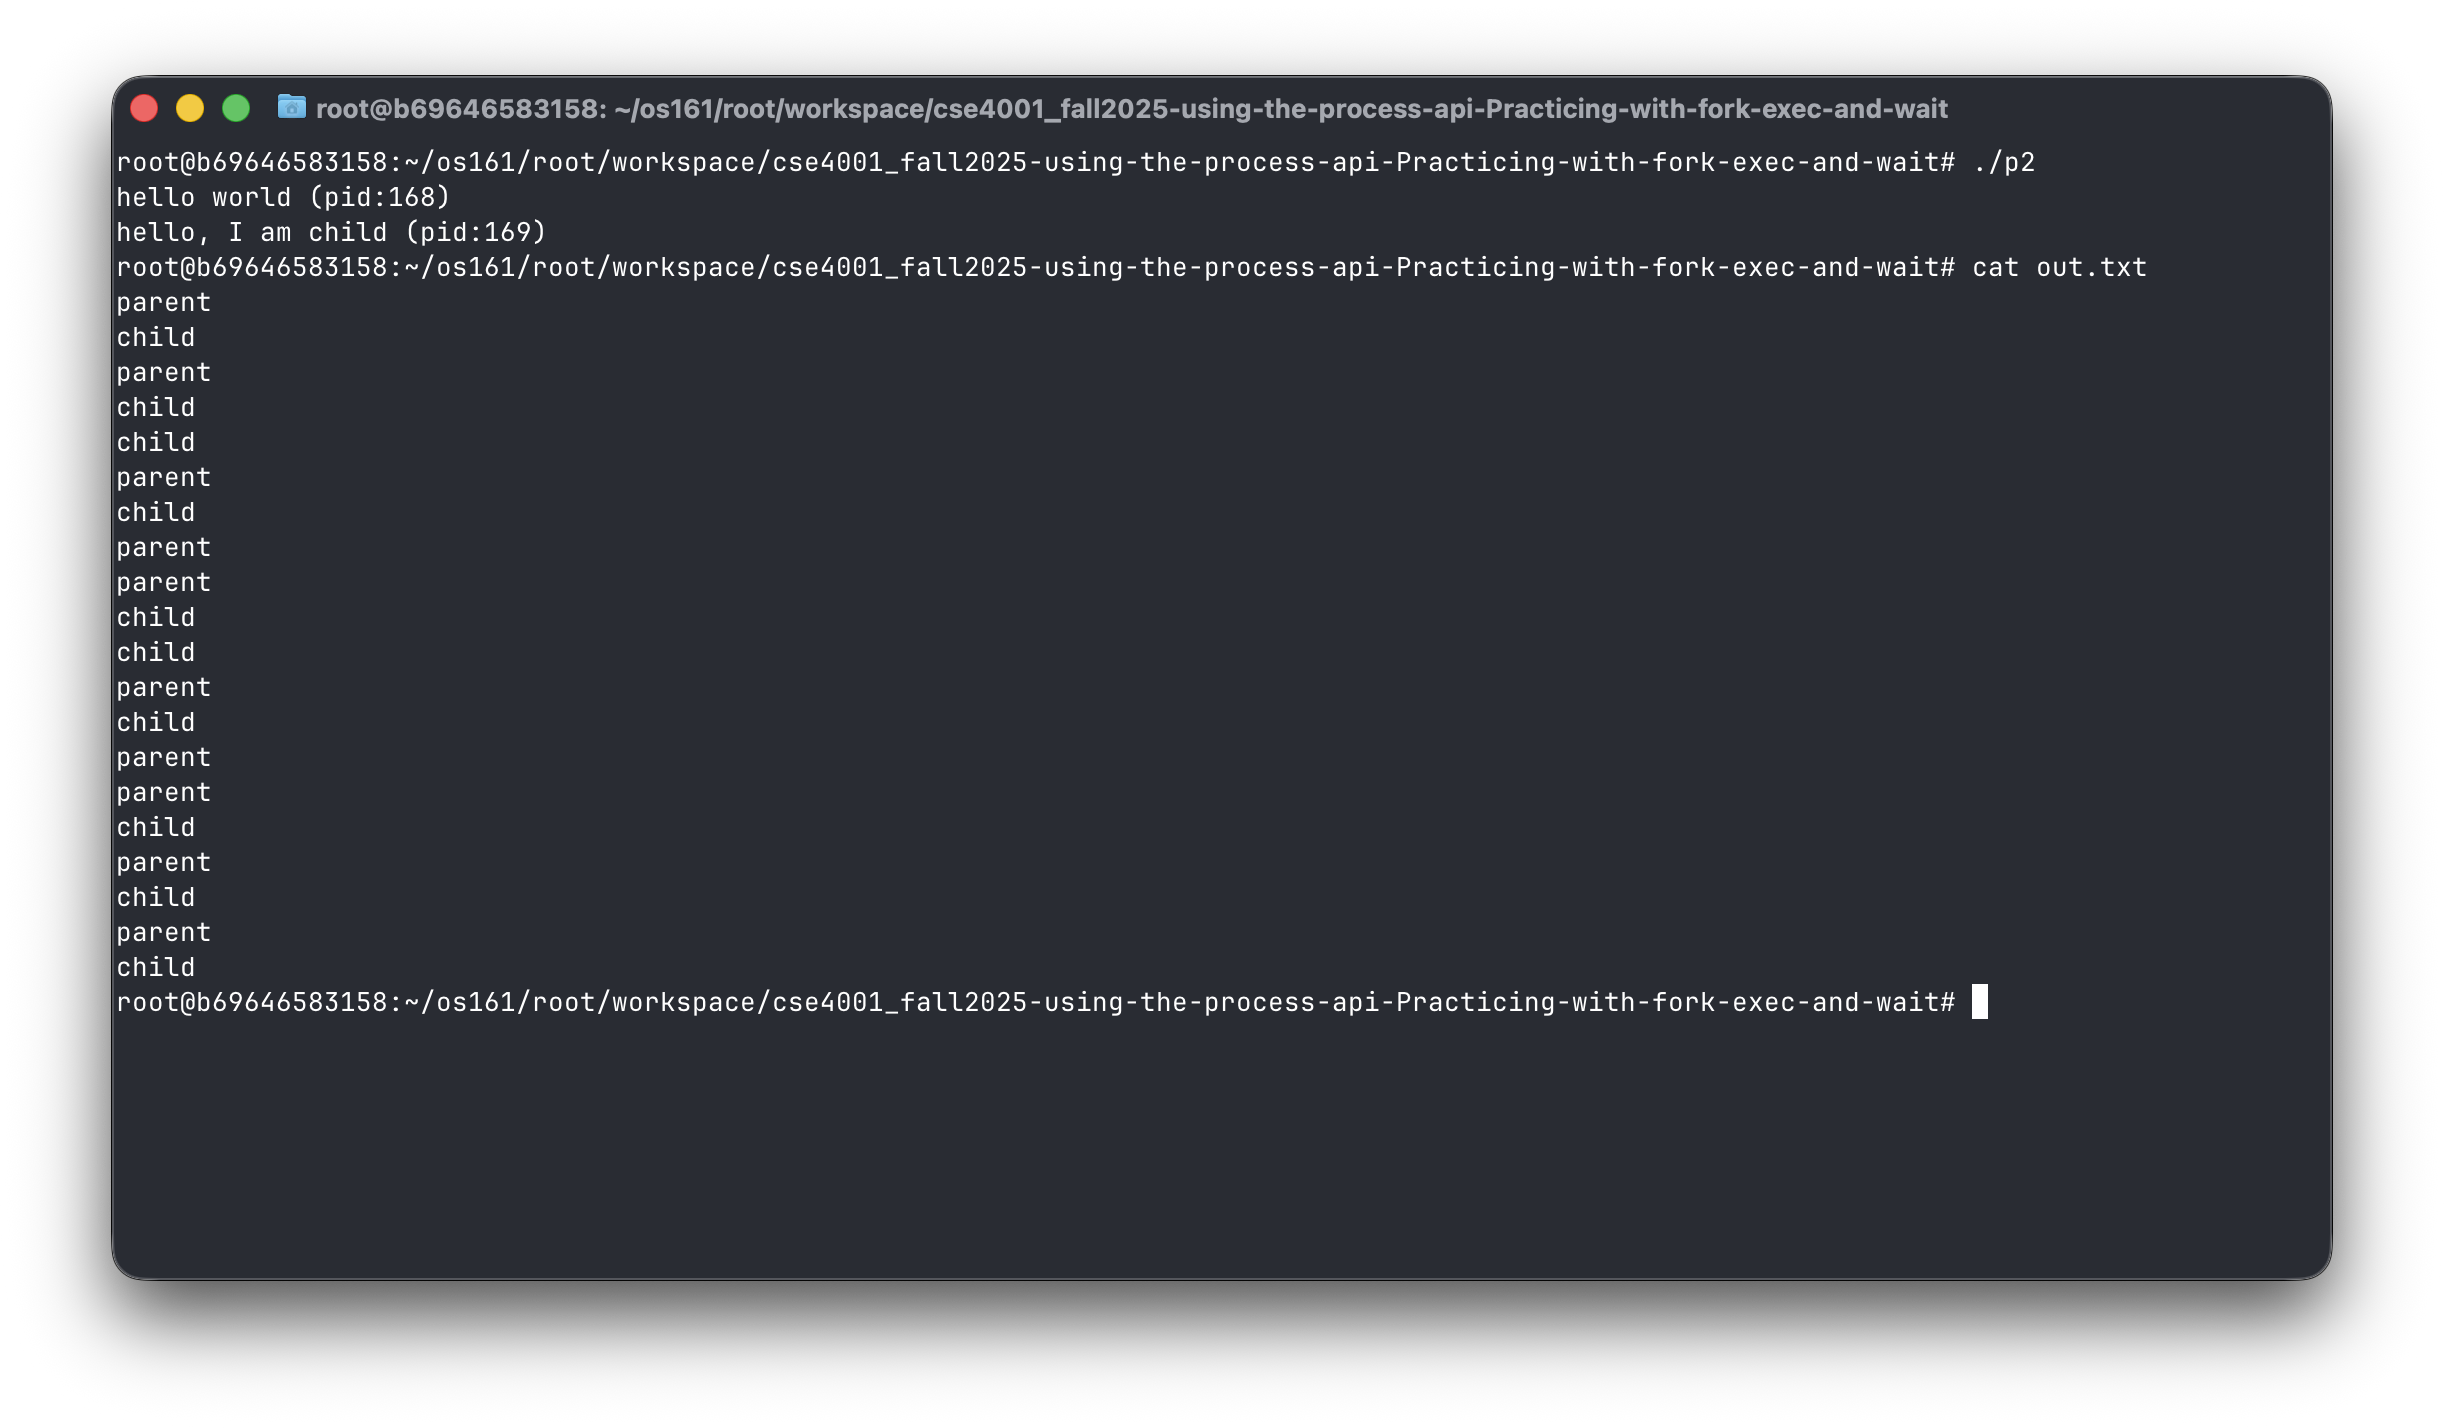 root@b69646583158: ~/os161/root/workspace/cse4001_fall2025-using-the-process-api-Practicing-with-fork-exec-and-wait
root@b69646583158:~/os161/root/workspace/cse4001_fall2025-using-the-process-api-Practicing-with-fork-exec-and-wait# ./p2
hello world (pid:168)
hello, I am child (pid:169)
root@b69646583158:~/os161/root/workspace/cse4001_fall2025-using-the-process-api-Practicing-with-fork-exec-and-wait# cat out.txt
parent
child
parent
child
child
parent
child
parent
parent
child
child
parent
child
parent
parent
child
parent
child
parent
child
root@b69646583158:~/os161/root/workspace/cse4001_fall2025-using-the-process-api-Practicing-with-fork-exec-and-wait#